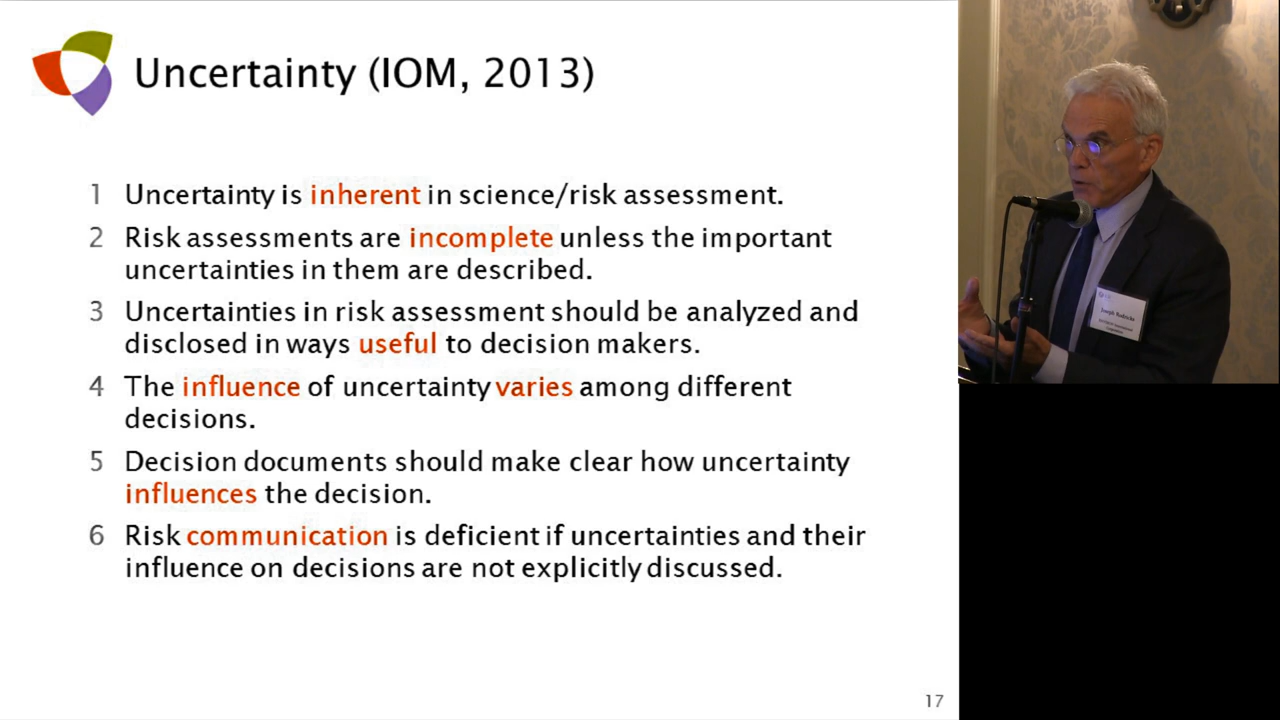 Uncertainty (IOM, 2013)
1 Uncertainty is inherent in science/risk assessment.
2 Risk assessments are incomplete unless the important
uncertainties in them are described.
3 Uncertainties in risk assessment should be analyzed and
disclosed in ways useful to decision makers.
4 The influence of uncertainty varies among different
decisions.
5 Decision documents should make clear how uncertainty
influences the decision.
6 Risk communication is deficient if uncertainties and their
influence on decisions are not explicitly discussed.
17
Joseph